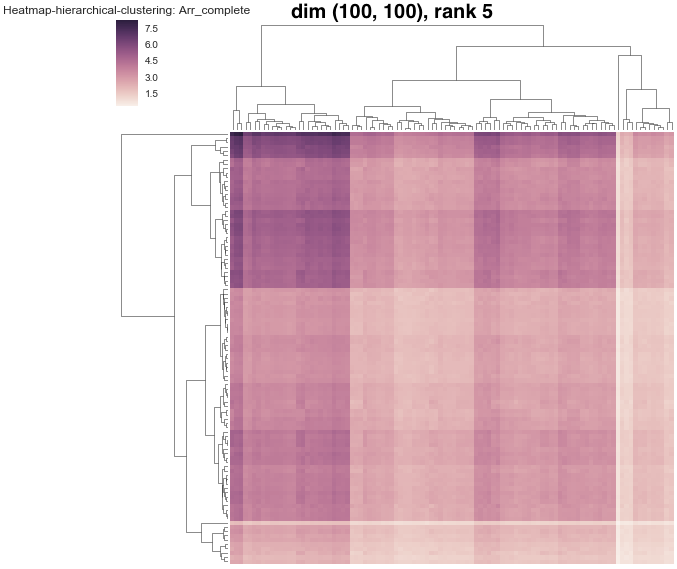 Heatmap-hierarchical-clustering: Arr_complete
dim (100, 100), rank 5
7.5
6.0
4.5
3.0
1.5